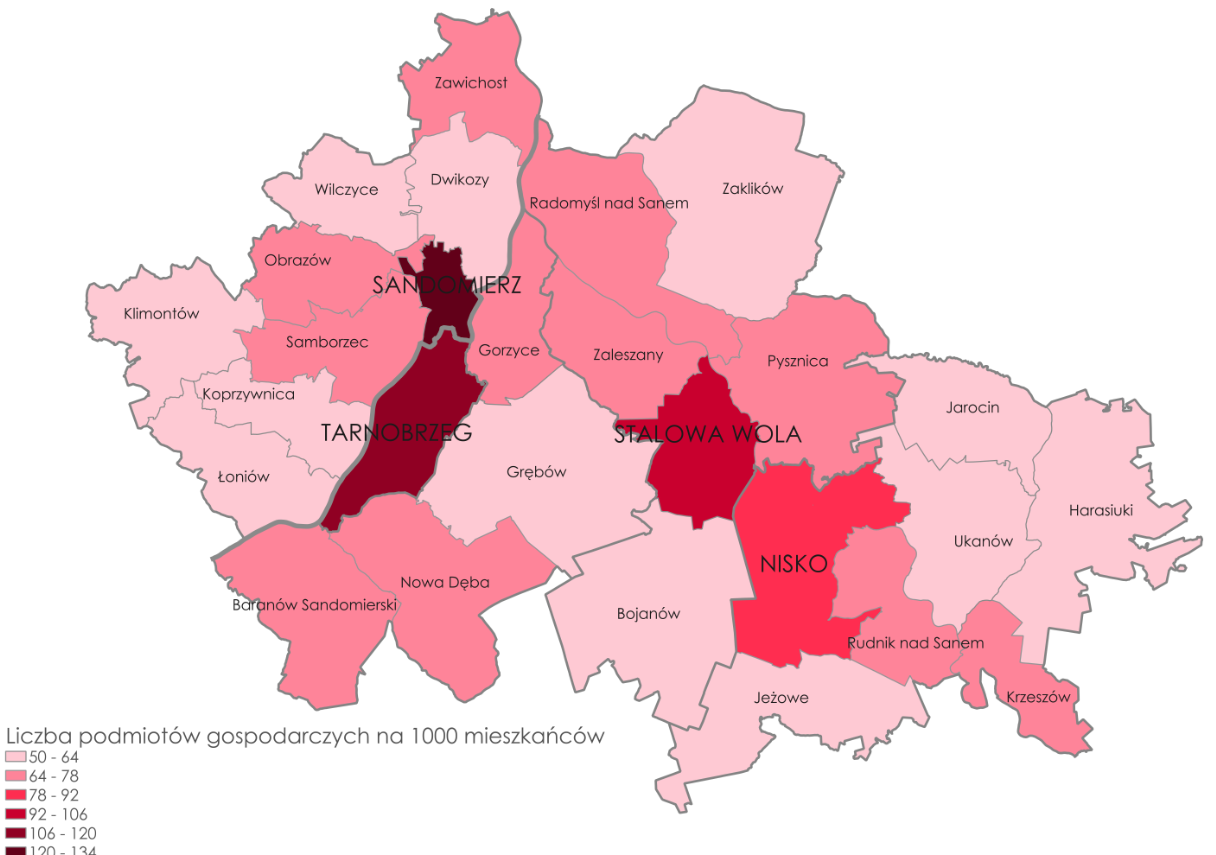 Zawichost
Dwikozy
Wilczyce
Zaklików
Radomyśl nad Sanem
Obrazów
SANDOMIERZ
Klimontów
Samborzec
Gorzyce
Zaleszany
Pysznica
Koprzywnica
Jarocin
TARNOBRZEG
STALOWA WOLA
Grębów
Łoniów
Harasiuki
Ukanów
NISKO
Nowa Dęba
Baranów Sandomierski
Bojanów
Rudnik nad Sanem
Jeżowe
Krzeszów
Liczba podmiotów gospodarczych na 1000 mieszkańców
50 - 64
64 - 78
78 - 92
92 - 106
106 - 120
120 - 134